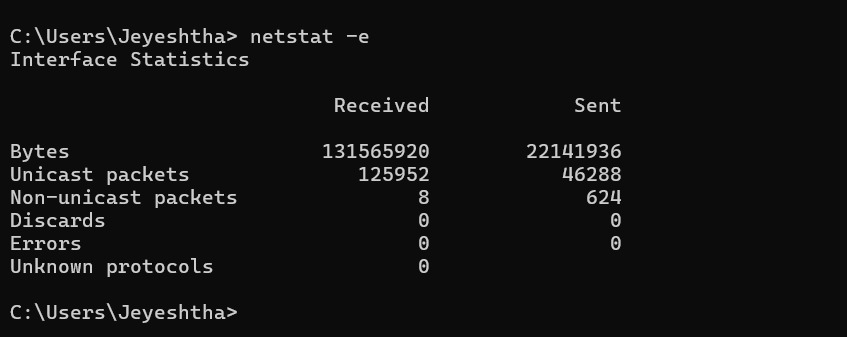 C:\Users\Jeyeshtha> netstat -e
Interface Statistics
Received Sent
Bytes 131565920 22141936
Unicast packets 125952 46288
Non-unicast packets 8 624
Discards 0 0
Errors 0 0
Unknown protocols 0
C:\Users\Jeyeshtha>